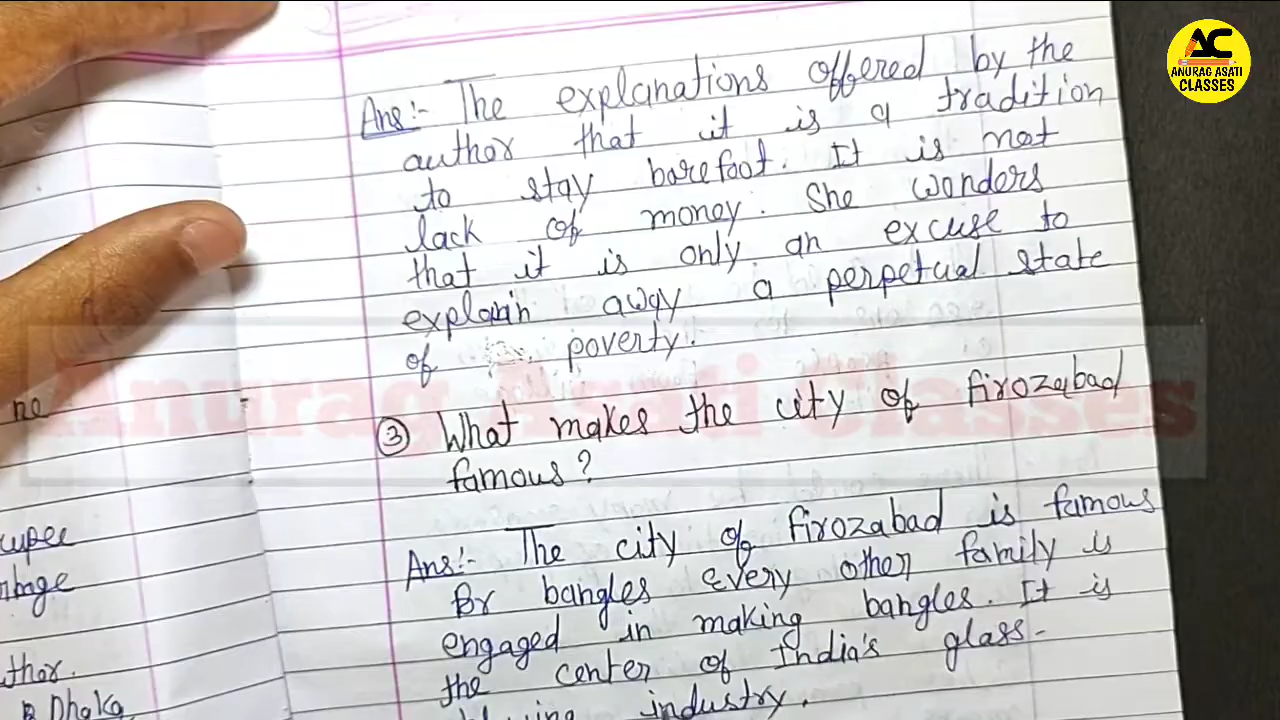 AC
ANURAG ASATI
CLASSES
Ans:- The explanations offered by the
author that it is a tradition
to stay barefoot. It is not
lack of money. She wonders
that it is only an excuse to
explain away a perpetual state
of poverty.
③ What makes the city of firozabad
famous?
Ans:- The city of firozabad is famous
for bangles every other family is
engaged in making bangles. It is
the center of India's glass-
industry.
ne
thor.
Dhaka
Anurag Asati Classes